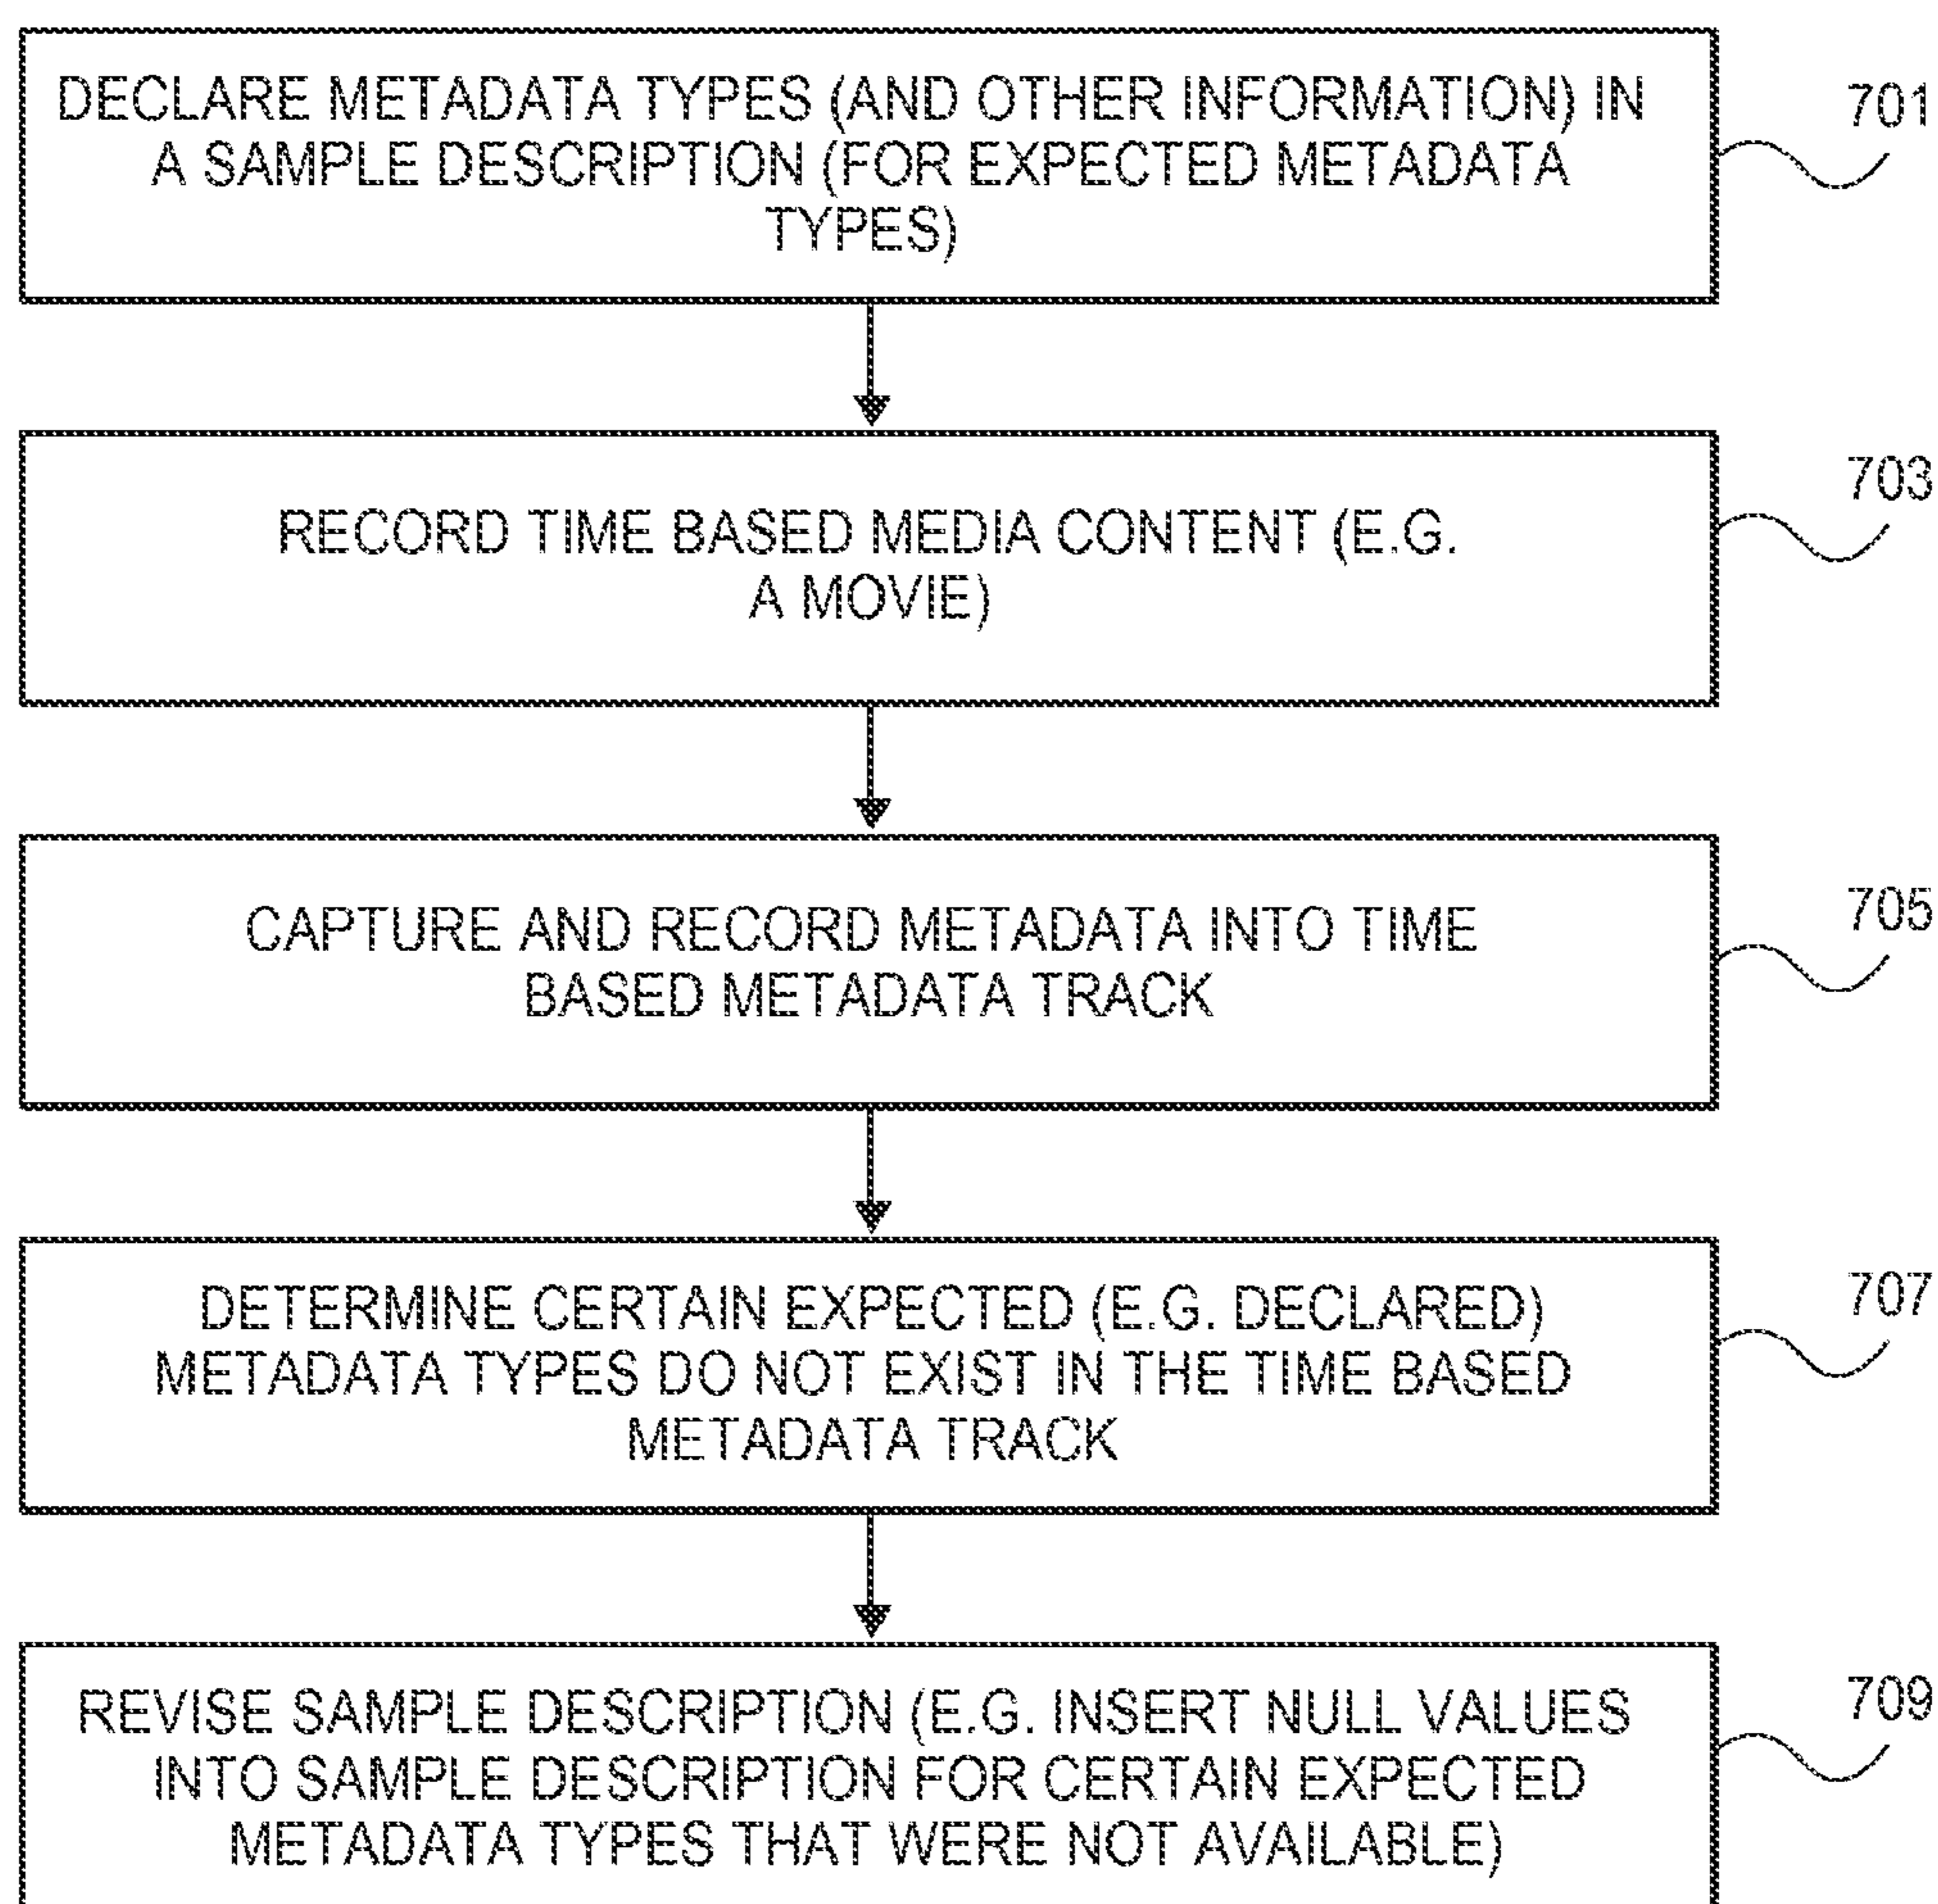 DECLARE METADATA TYPES (AND OTHER INFORMATION) IN
A SAMPLE DESCRIPTION (FOR EXPECTED METADATA
TYPES)
701
RECORD TIME BASED MEDIA CONTENT (E.G.
A MOVIE)
703
CAPTURE AND RECORD METADATA INTO TIME
BASED METADATA TRACK
705
DETERMINE CERTAIN EXPECTED (E.G. DECLARED)
METADATA TYPES DO NOT EXIST IN THE TIME BASED
METADATA TRACK
707
REVISE SAMPLE DESCRIPTION (E.G. INSERT NULL VALUES
INTO SAMPLE DESCRIPTION FOR CERTAIN EXPECTED
METADATA TYPES THAT WERE NOT AVAILABLE)
709